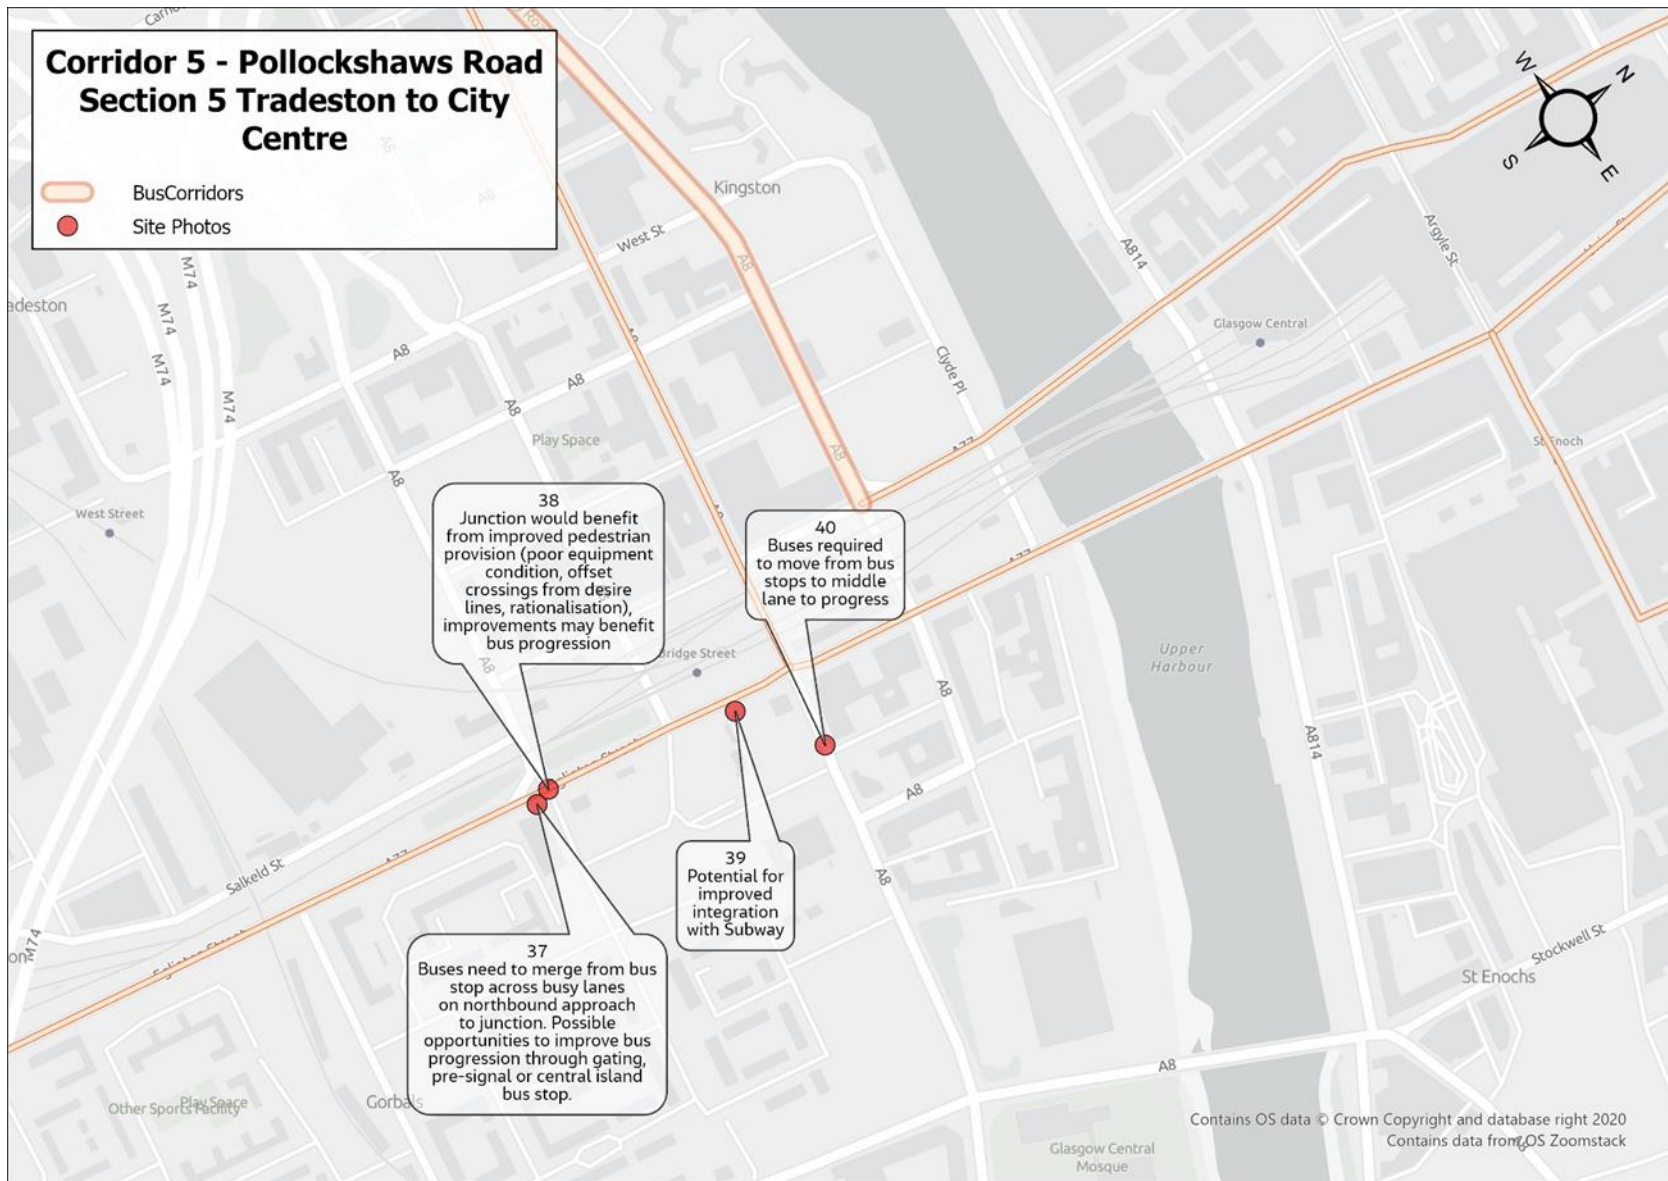 Corridor 5 - Pollockshaws Road
Section 5 Tradeston to City
Centre
BusCorridors
Site Photos
W
N
S
E
Kingston
West St
A8
A8
M74
M74
M74
M74
A8
A8
A8
A8
A8
Play Space
West Street
Clyde Pl
A814
Argyle St
Glasgow Central
St Enoch
38
Junction would benefit
from improved pedestrian
provision (poor equipment
condition, offset
crossings from desire
lines, rationalisation),
improvements may benefit
bus progression
40
Buses required
to move from bus
stops to middle
lane to progress
Bridge Street
A8
Upper
Harbour
A8
A8
A8
A814
39
Potential for
improved
integration
with Subway
Salkeld St
M74
37
Buses need to merge from bus
stop across busy lanes
on northbound approach
to junction. Possible
opportunities to improve bus
progression through gating,
pre-signal or central island
bus stop.
Stockwell St
St Enochs
A8
Other Sports Facility
Play Space
Gorbals
Glasgow Central
Mosque
Contains OS data © Crown Copyright and database right 2020
Contains data from OS Zoomstack